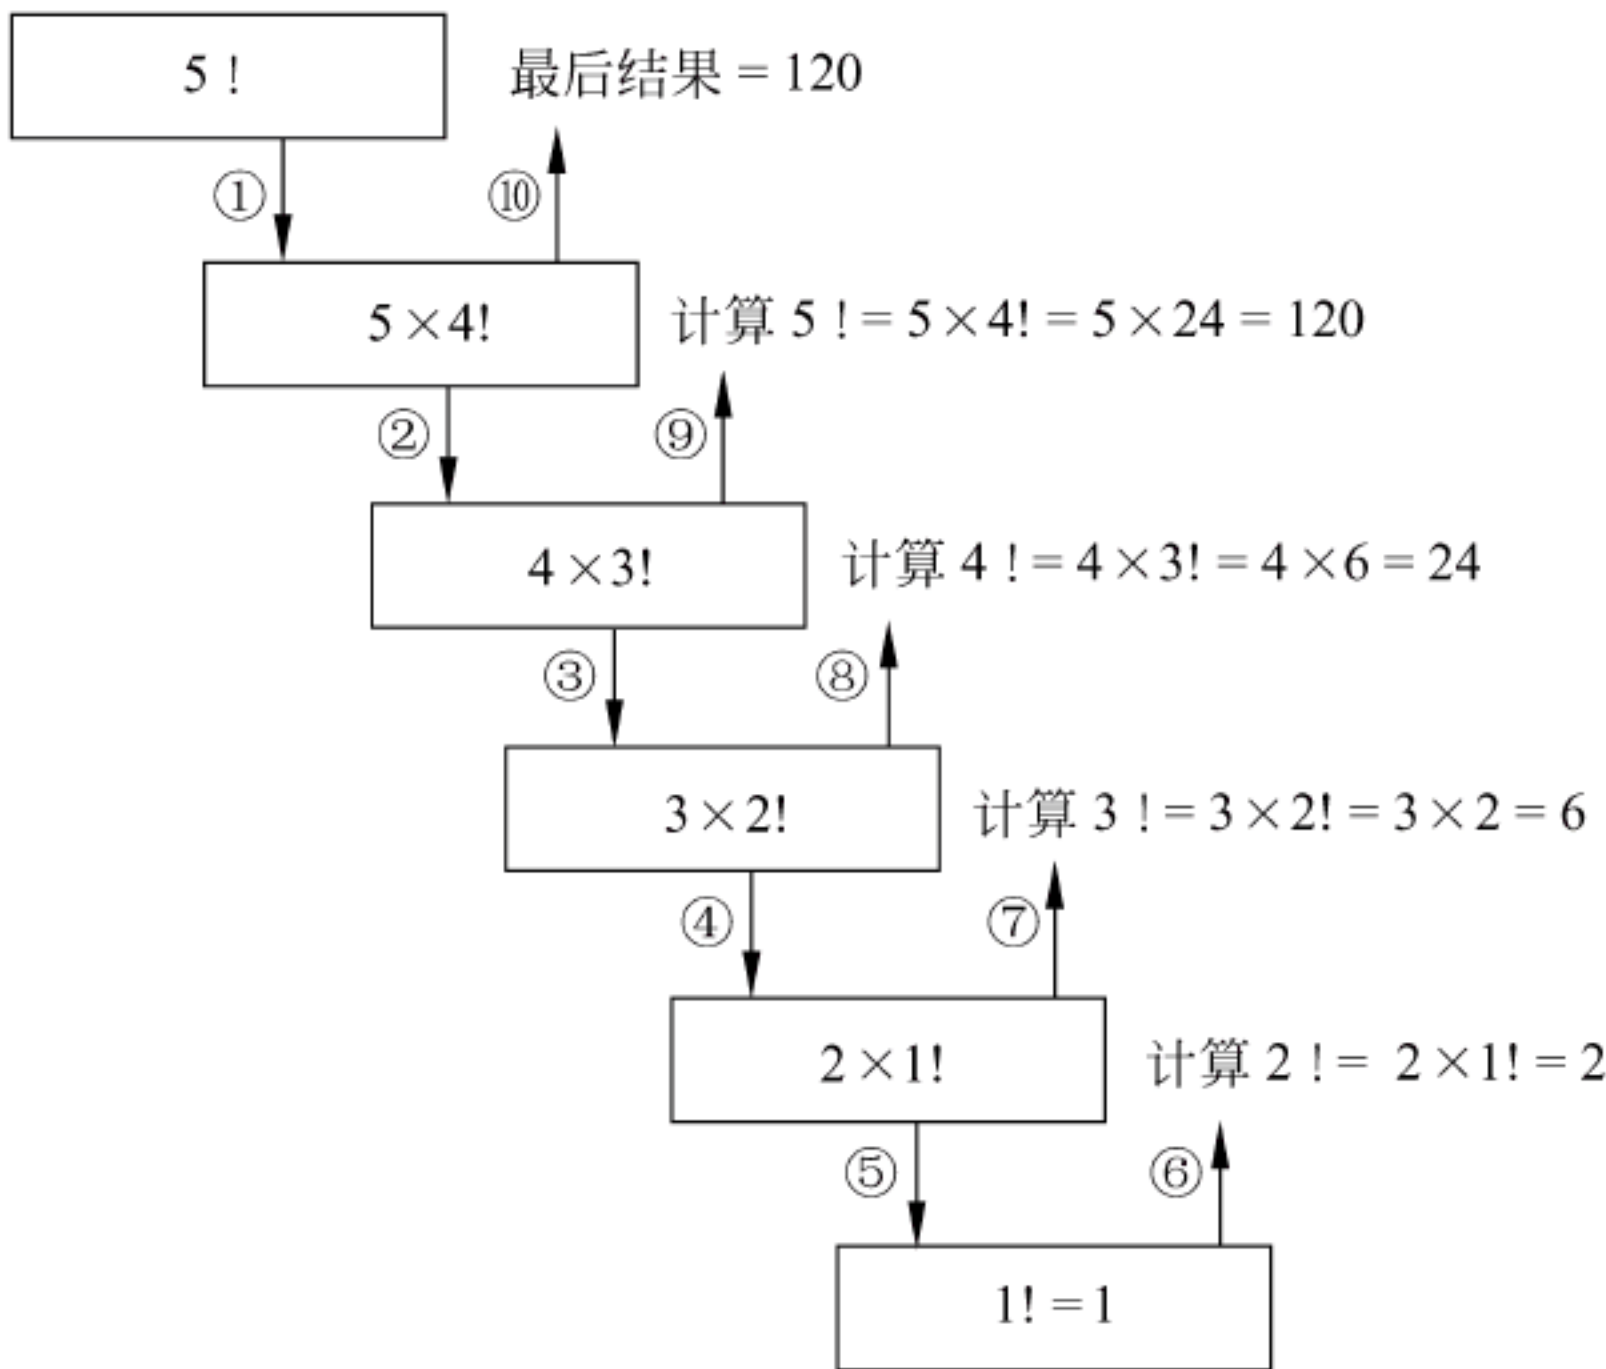 5 ! 最后结果 = 120
① ⑩
5×4! 计算 5 ! = 5×4! = 5×24 = 120
② ⑨
4×3! 计算 4 ! = 4×3! = 4×6 = 24
③ ⑧
3×2! 计算 3 ! = 3×2! = 3×2 = 6
④ ⑦
2×1! 计算 2 ! = 2×1! = 2
⑤ ⑥
1! = 1